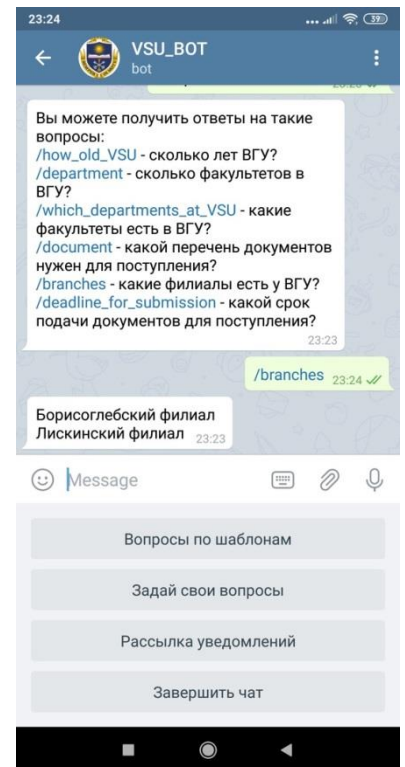 23:24
39
VSU_BOT
bot
Вы можете получить ответы на такие
вопросы:
/how_old_VSU - сколько лет ВГУ?
/department - сколько факультетов в
ВГУ?
/which_departments_at_VSU - какие
факультеты есть в ВГУ?
/document - какой перечень документов
нужен для поступления?
/branches - какие филиалы есть у ВГУ?
/deadline_for_submission - какой срок
подачи документов для поступления?
23:23
/branches 23:24
Борисоглебский филиал
Лискинский филиал 23:23
Message
Вопросы по шаблонам
Задай свои вопросы
Рассылка уведомлений
Завершить чат